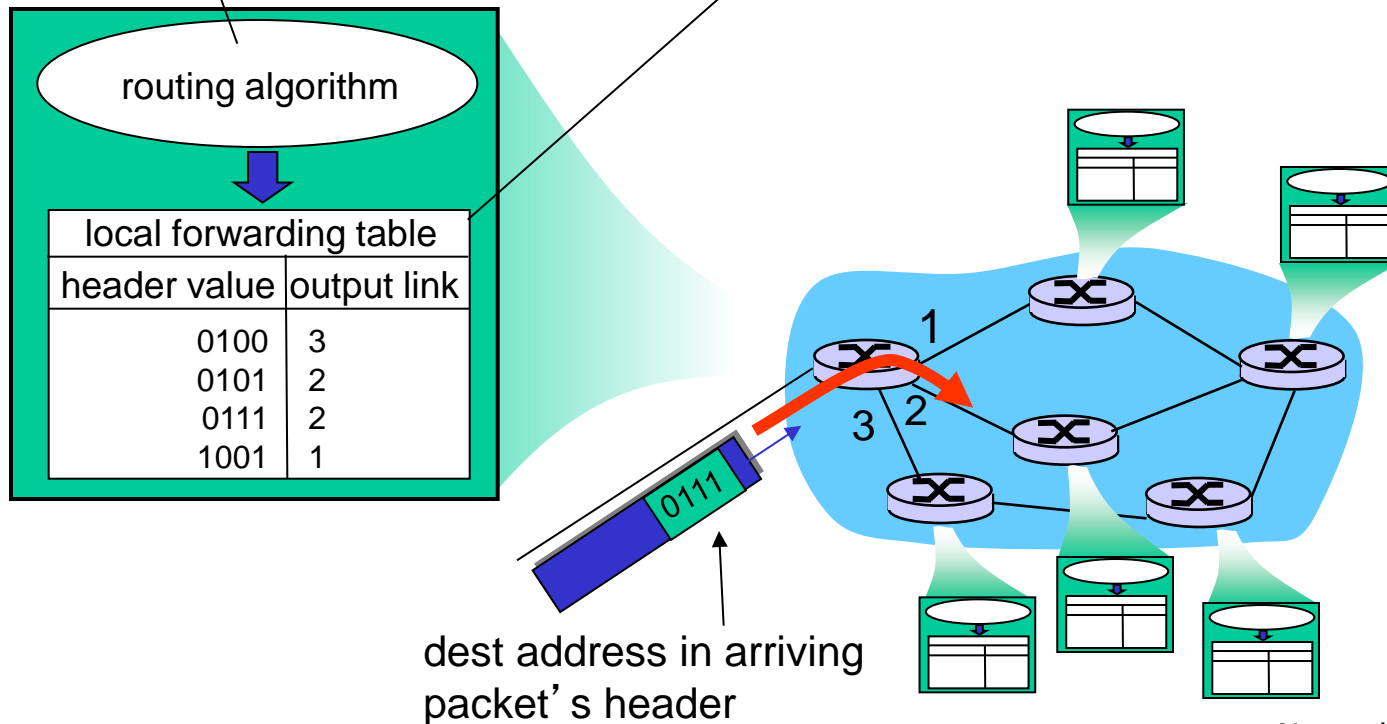 routing algorithm
local forwarding table
header value output link
0100 3
0101 2
0111 2
1001 1
1
2
3
0111
dest address in arriving
packet’s header